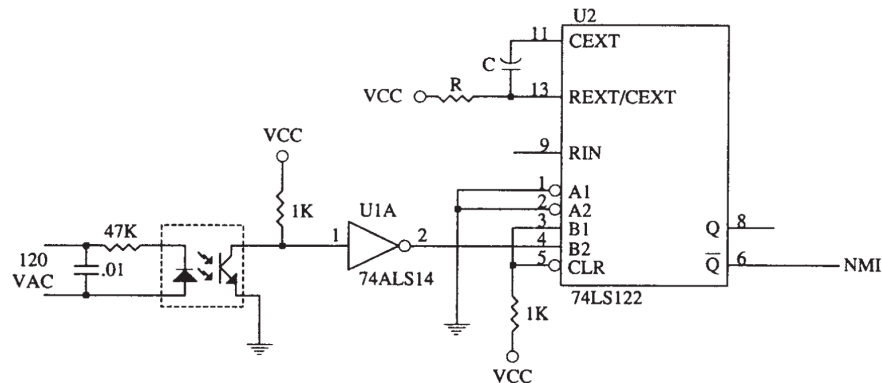 U2
11
CEXT
C
R
VCC
13
REXT/CEXT
9
RIN
VCC
1K
U1A
1
2
74ALS14
47K
120
VAC
.01
1
A1
2
A2
3
B1
4
B2
5
CLR
Q
8
Q
6
NMI
74LS122
1K
VCC